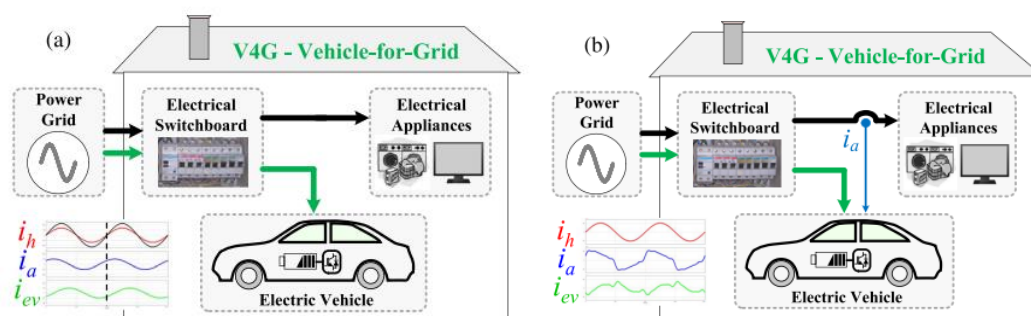 (a)
V4G - Vehicle-for-Grid
Power
Grid
Electrical
Switchboard
Electrical
Appliances
i_h
i_a
i_ev
Electric Vehicle
(b)
V4G - Vehicle-for-Grid
Power
Grid
Electrical
Switchboard
i_a
Electrical
Appliances
i_h
i_a
i_ev
Electric Vehicle